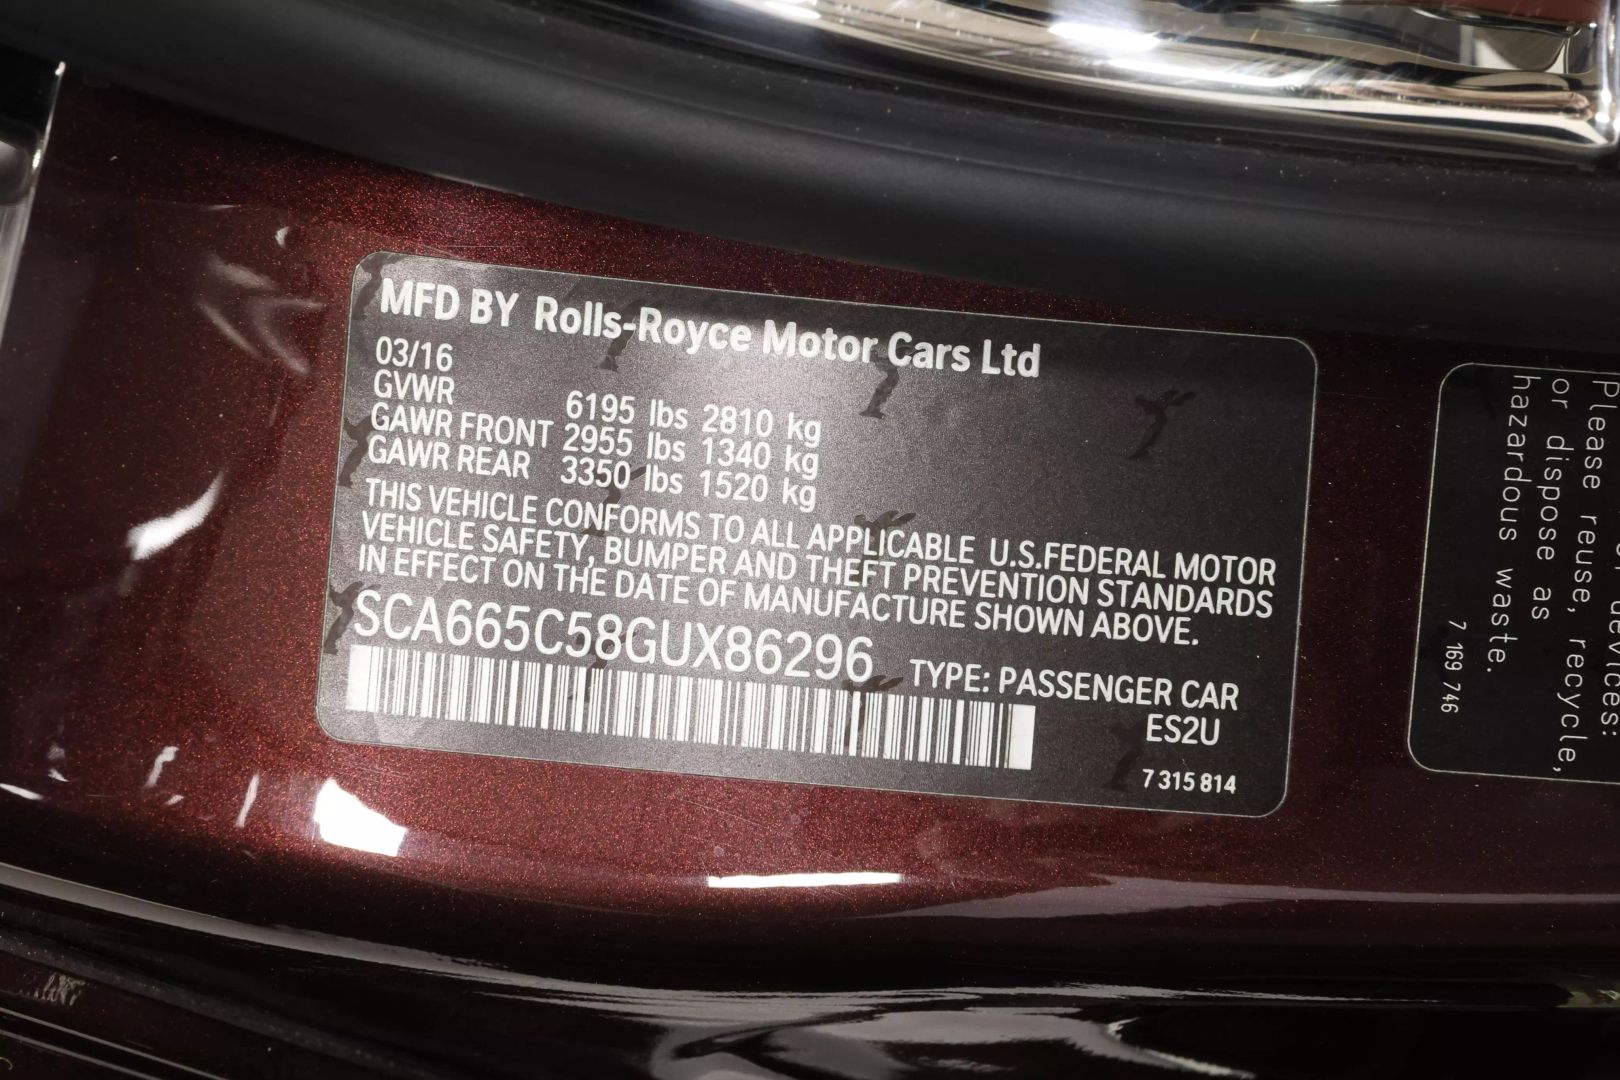 MFD BY Rolls-Royce Motor Cars Ltd
03/16
GVWR 6195 lbs 2810 kg
GAWR FRONT 2955 lbs 1340 kg
GAWR REAR 3350 lbs 1520 kg
THIS VEHICLE CONFORMS TO ALL APPLICABLE U.S.FEDERAL MOTOR
VEHICLE SAFETY, BUMPER AND THEFT PREVENTION STANDARDS
IN EFFECT ON THE DATE OF MANUFACTURE SHOWN ABOVE.
SCA665C58GUX86296
TYPE: PASSENGER CAR
ES2U
7 315 814
devices:
Please reuse, recycle,
or dispose as
hazardous waste.
7 169 746